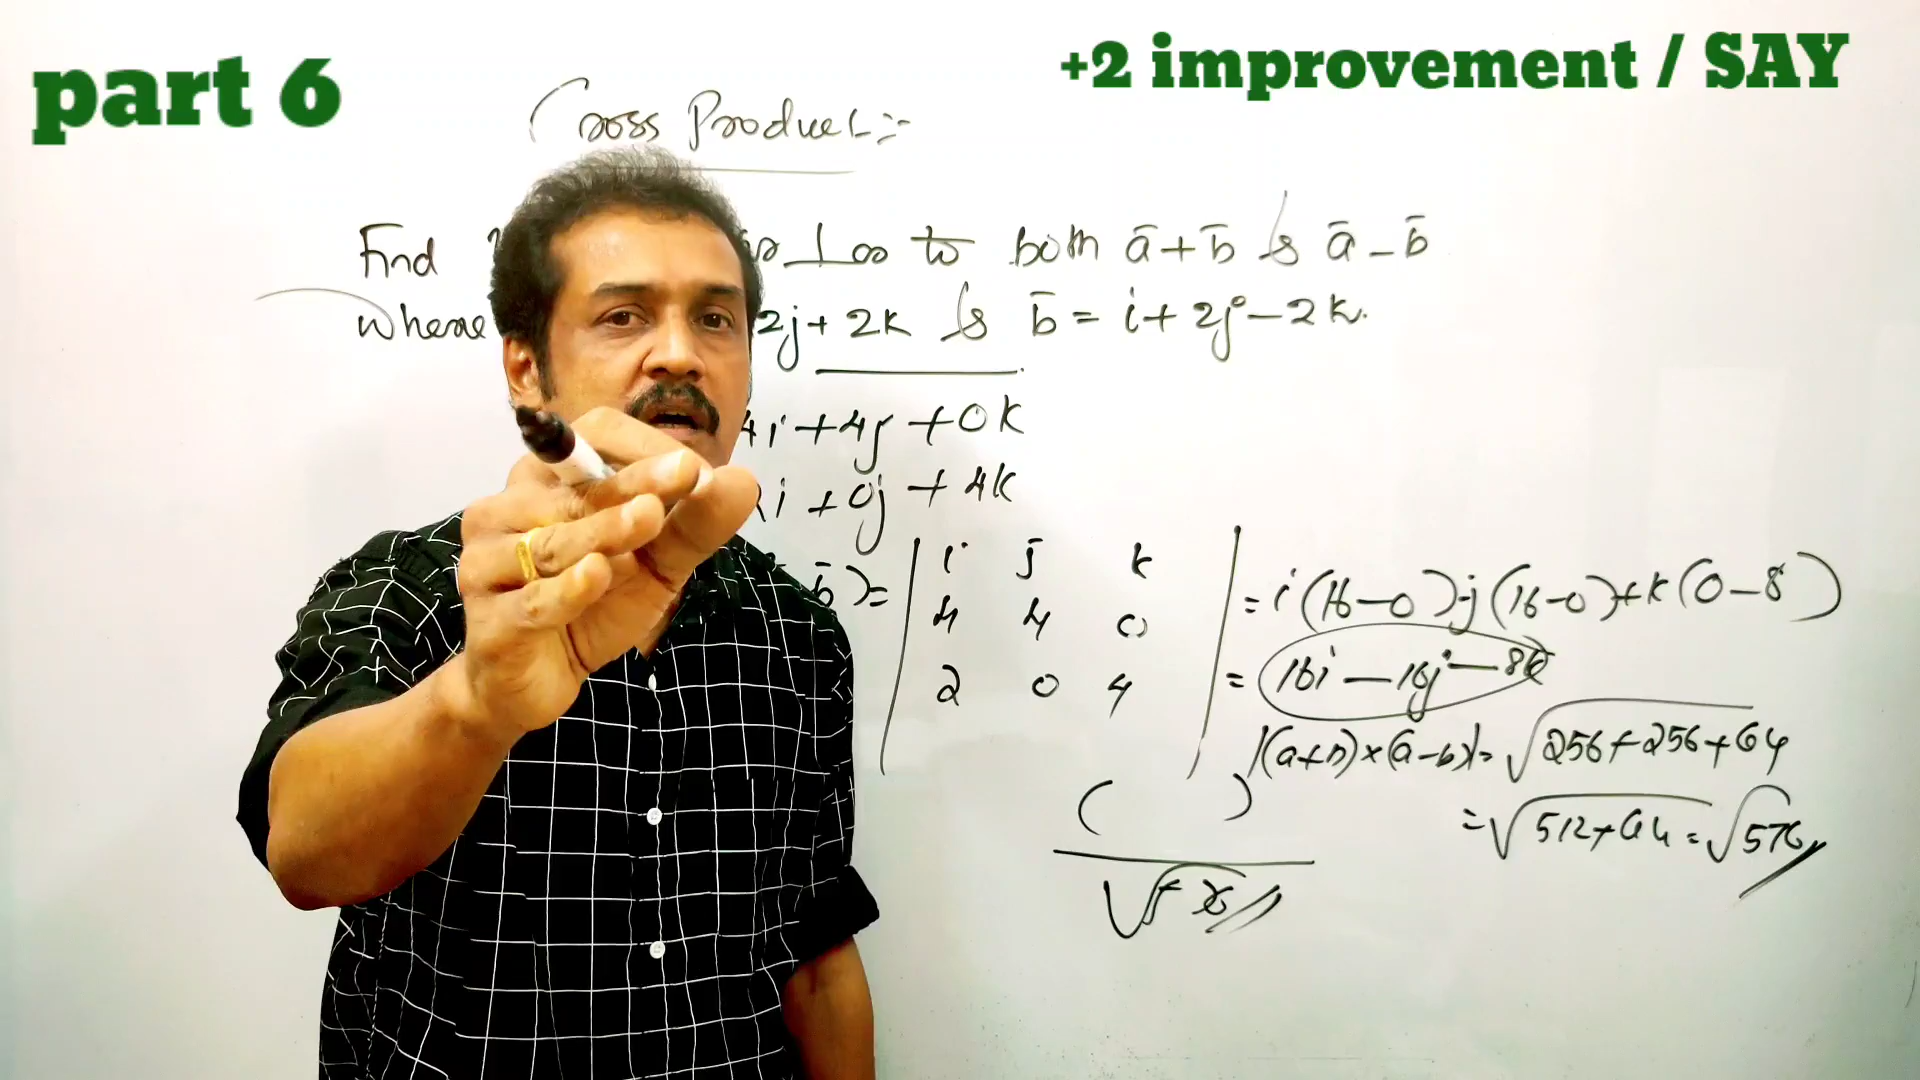 part 6
+2 improvement / SAY
Cross Product :-
Find to both a̅ + b̅ & a̅ - b̅
Where 2j + 2k & b̅ = i + 2j - 2k.
4i + 4j + 0k
2i + 0j + 4k
b̅) = | i j k | = i(16-0) - j(16-0) + k(0-8)
4 4 0
2 0 4 = 16i - 16j - 8k
|(a+b)×(a-b)| = √256+256+64
= √512+64 = √576
( )